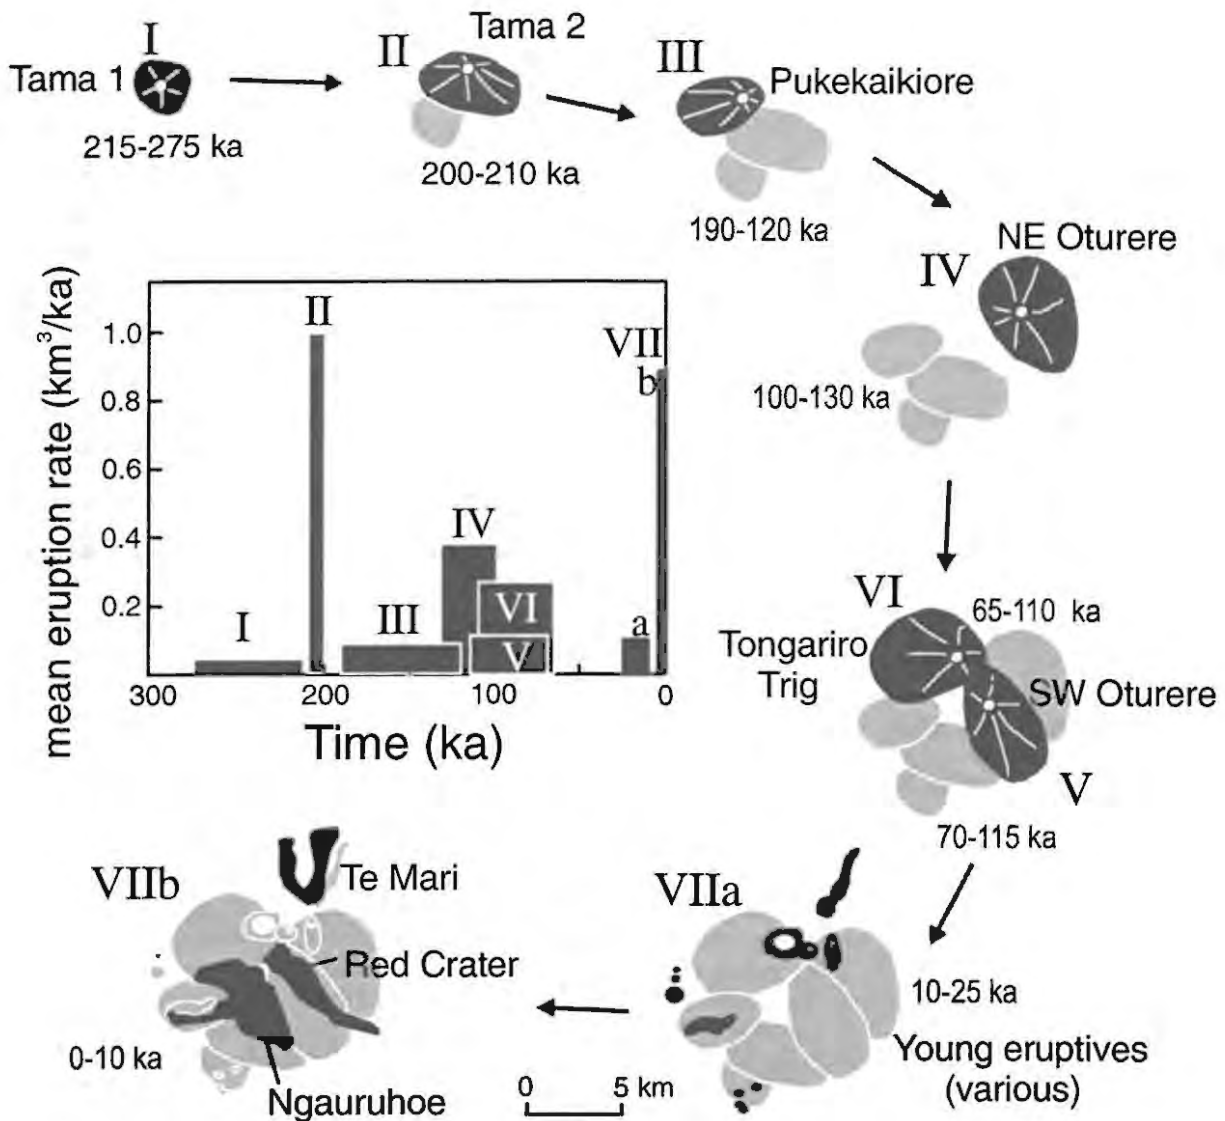 I
Tama 1
215-275 ka
II
Tama 2
200-210 ka
III
Pukekaikiore
190-120 ka
NE Oturere
IV
100-130 ka
mean eruption rate (km³/ka)
1.0
0.8
0.6
0.4
0.2
I
II
III
IV
VI
V
a
VII
b
300
200
100
0
Time (ka)
VI
65-110 ka
Tongariro
Trig
SW Oturere
V
70-115 ka
VIIb
Te Mari
Red Crater
0-10 ka
Ngauruhoe
VIIa
10-25 ka
Young eruptives
(various)
0
5 km